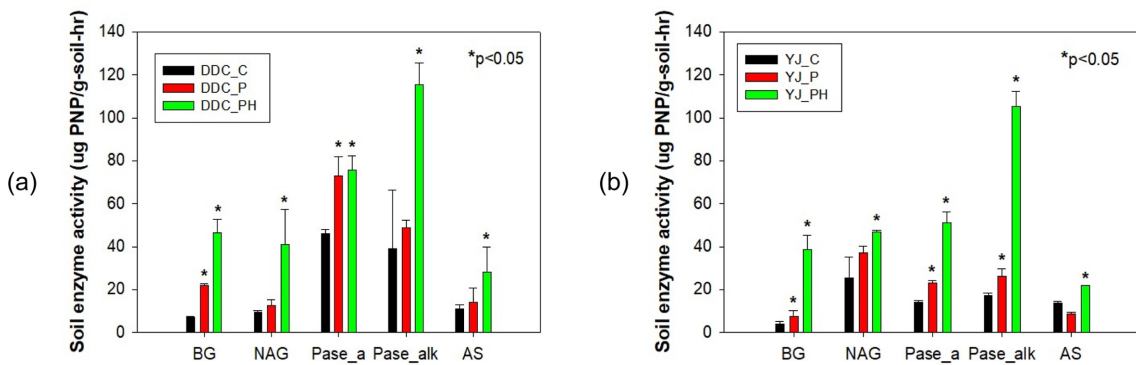 (a)
Soil enzyme activity (ug PNP/g-soil-hr)
140
120
100
80
60
40
20
0
DDC_C
DDC_P
DDC_PH
*p<0.05
* * * * * * *
BG NAG Pase_a Pase_alk AS
(b)
Soil enzyme activity (ug PNP/g-soil-hr)
140
120
100
80
60
40
20
0
YJ_C
YJ_P
YJ_PH
*p<0.05
* * * * * * * *
BG NAG Pase_a Pase_alk AS